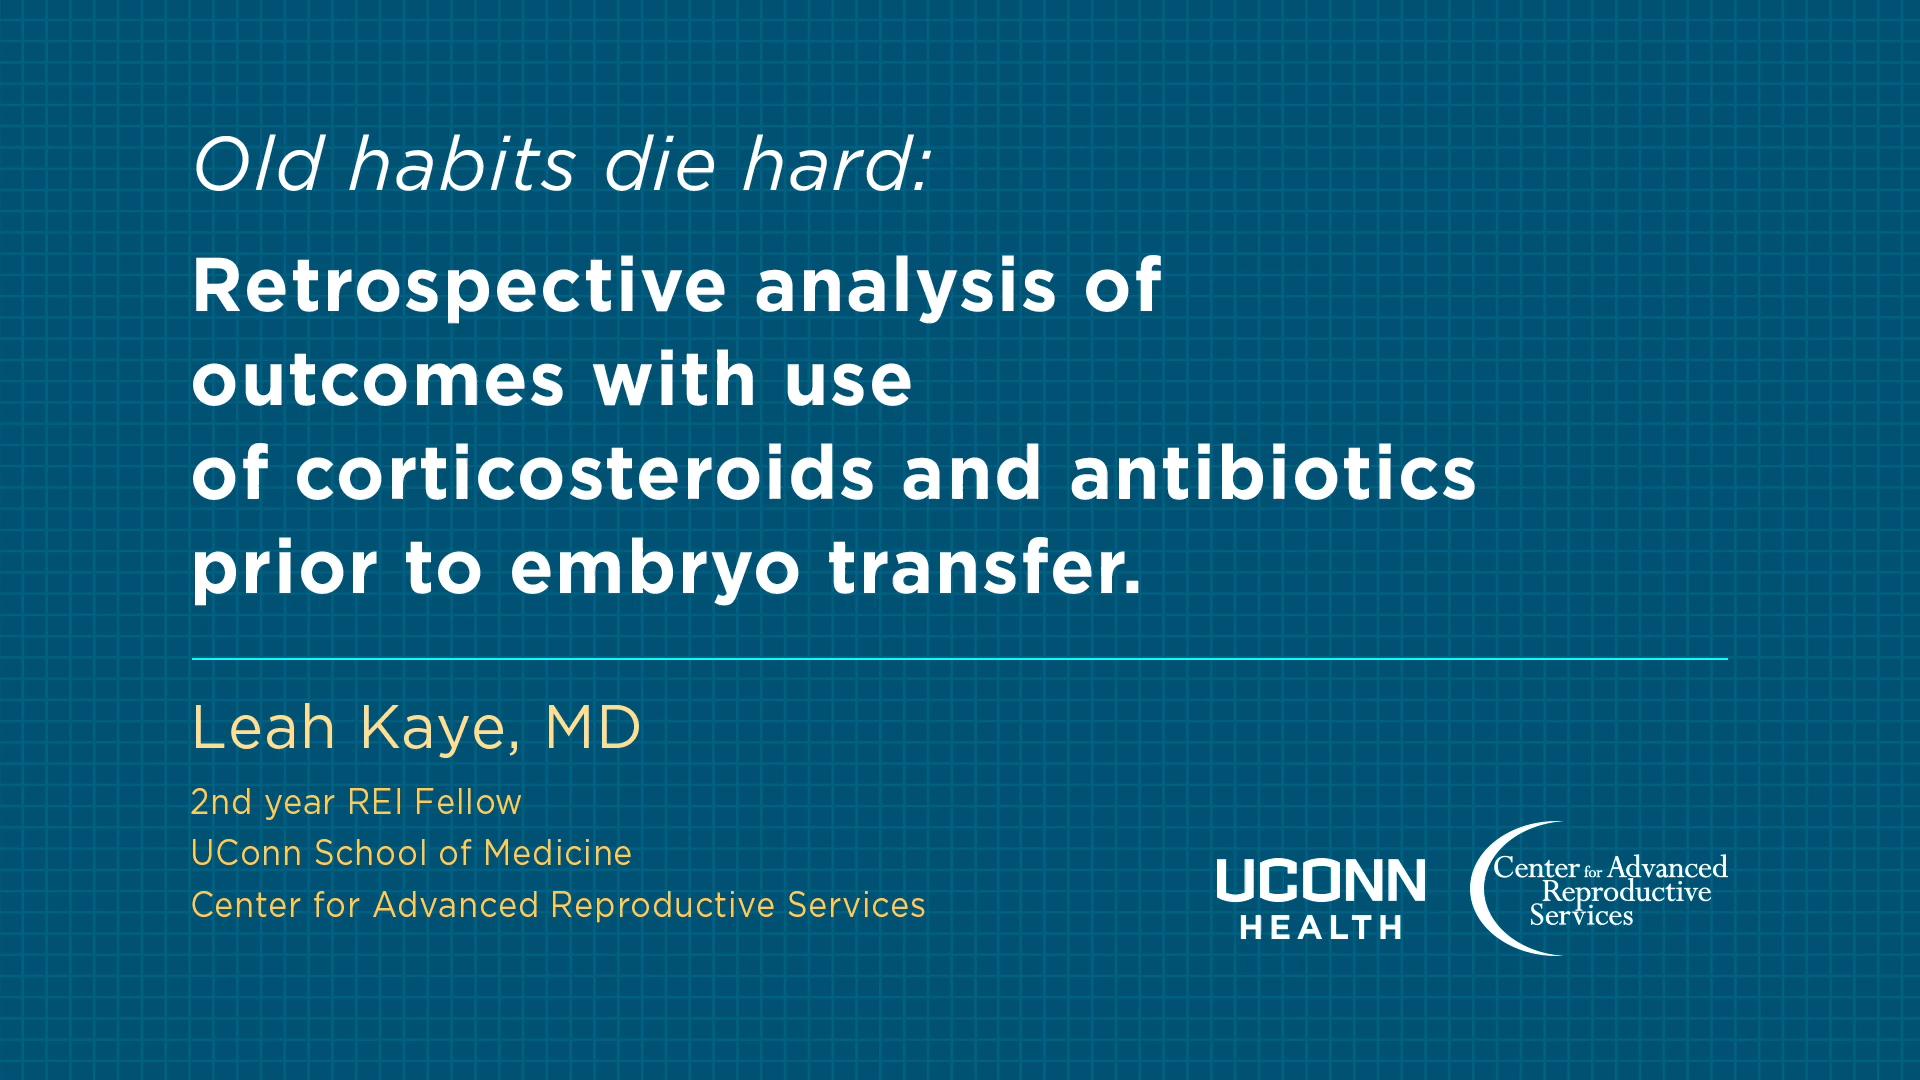 Old habits die hard:
Retrospective analysis of
outcomes with use
of corticosteroids and antibiotics
prior to embryo transfer.
Leah Kaye, MD
2nd year REI Fellow
UConn School of Medicine
Center for Advanced Reproductive Services
UCONN
HEALTH
Center for Advanced
Reproductive
Services